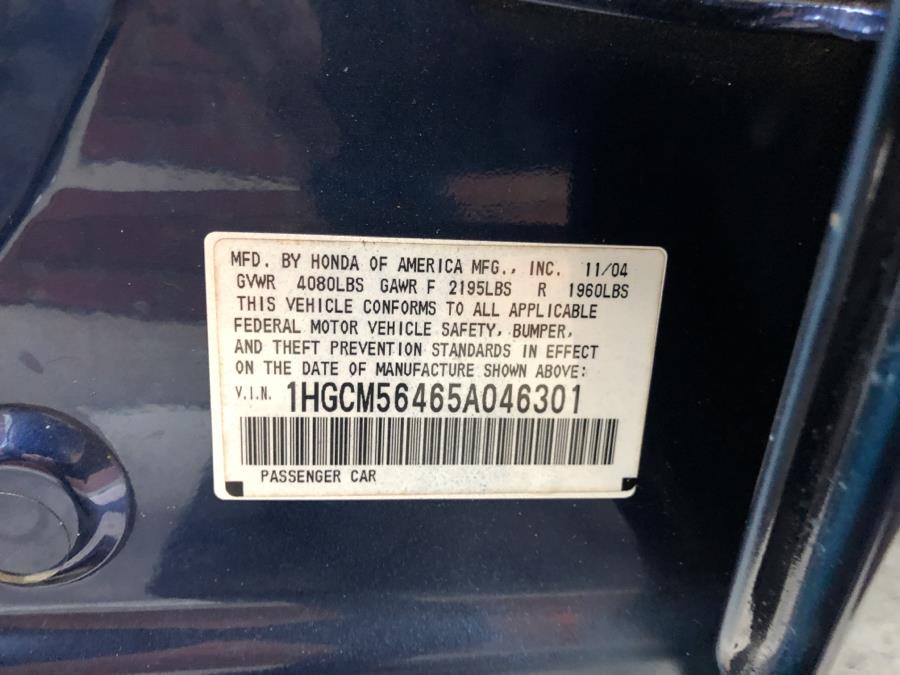 MFD. BY HONDA OF AMERICA MFG., INC. 11/04
GVWR 4080LBS GAWR F 2195LBS R 1960LBS
THIS VEHICLE CONFORMS TO ALL APPLICABLE
FEDERAL MOTOR VEHICLE SAFETY, BUMPER,
AND THEFT PREVENTION STANDARDS IN EFFECT
ON THE DATE OF MANUFACTURE SHOWN ABOVE:
V.I.N. 1HGCM56465A046301
PASSENGER CAR